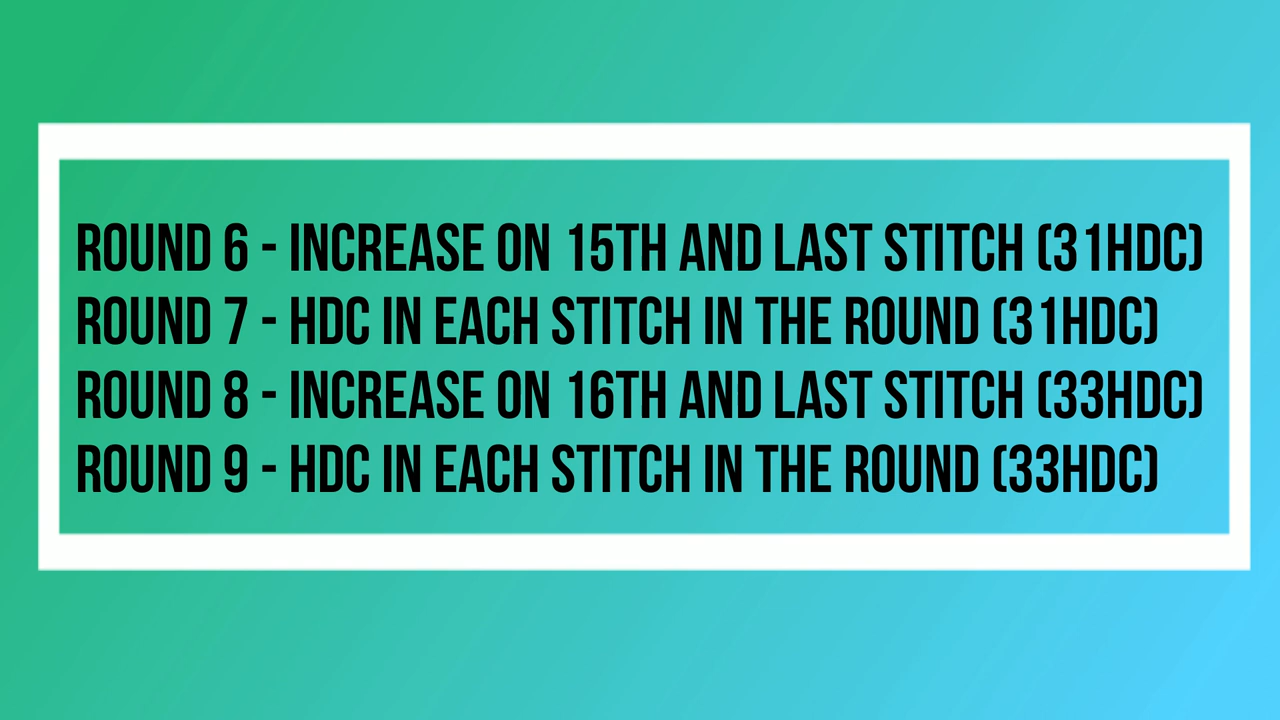 ROUND 6 - INCREASE ON 15TH AND LAST STITCH (31HDC)
ROUND 7 - HDC IN EACH STITCH IN THE ROUND (31HDC)
ROUND 8 - INCREASE ON 16TH AND LAST STITCH (33HDC)
ROUND 9 - HDC IN EACH STITCH IN THE ROUND (33HDC)